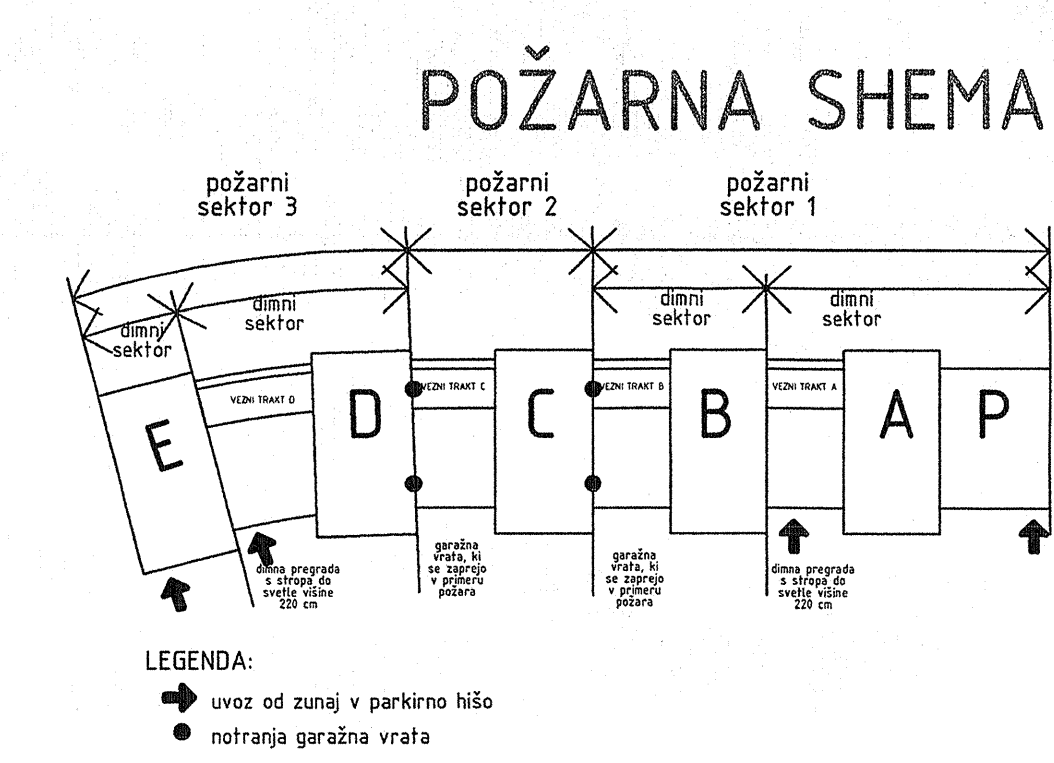 POŽARNA SHEMA
požarni
sektor 3
požarni
sektor 2
požarni
sektor 1
dimni
sektor
dimni
sektor
dimni
sektor
dimni
sektor
VEZNI TRAKT D
VEZNI TRAKT C
VEZNI TRAKT B
VEZNI TRAKT A
E
D
C
B
A
P
dimna pregrada
s stropa do
svetle višine
220 cm
garažna
vrata, ki
se zaprejo
v primeru
požara
garažna
vrata, ki
se zaprejo
v primeru
požara
dimna pregrada
s stropa do
svetle višine
220 cm
LEGENDA:
uvoz od zunaj v parkirno hišo
notranja garažna vrata